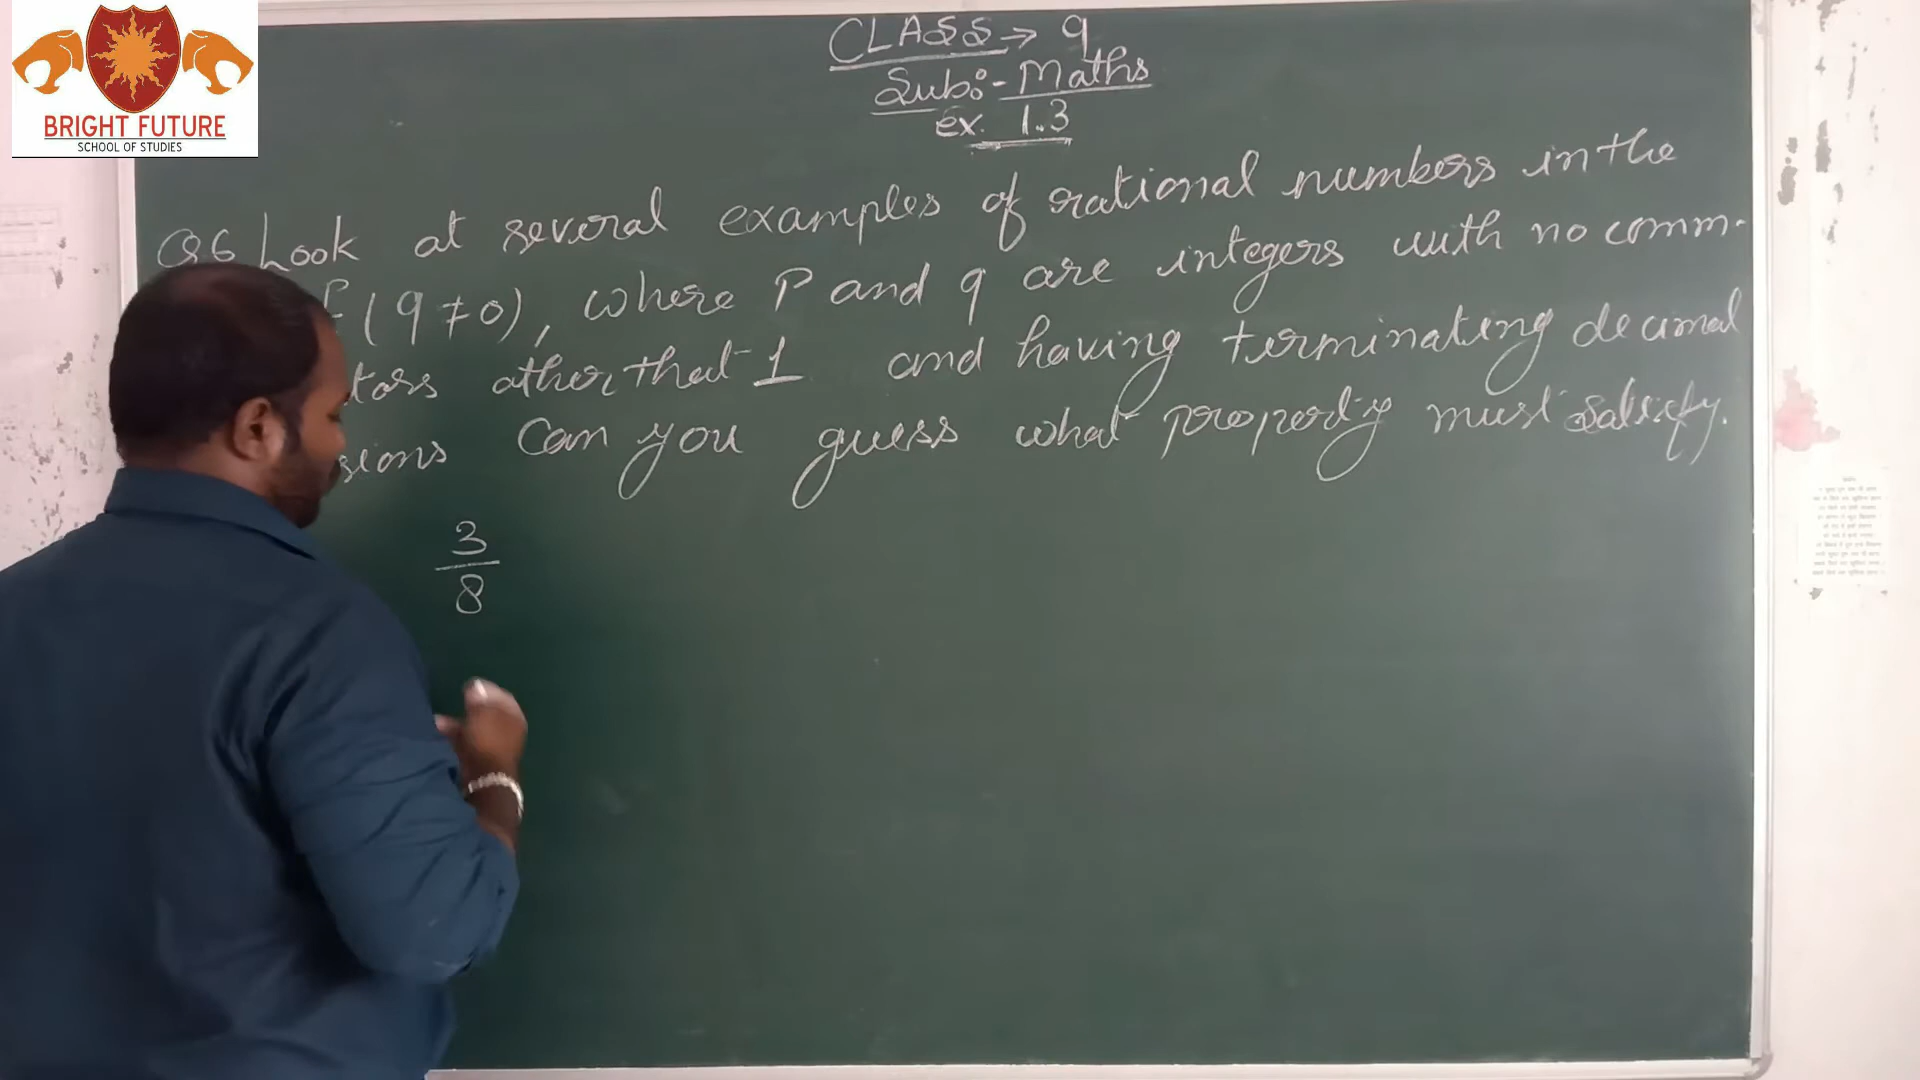 BRIGHT FUTURE
SCHOOL OF STUDIES
CLASS → 9
Sub:- Maths
ex. 1.3
Q6 Look at several examples of rational numbers in the
(q ≠ 0), where P and q are integers with no comm-
tors other that 1 and having terminating decimal
sions Can you guess what property must satisfy.
3
8